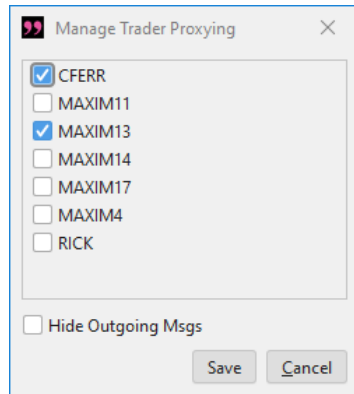 Manage Trader Proxying
CFERR
MAXIM11
MAXIM13
MAXIM14
MAXIM17
MAXIM4
RICK
Hide Outgoing Msgs
Save Cancel